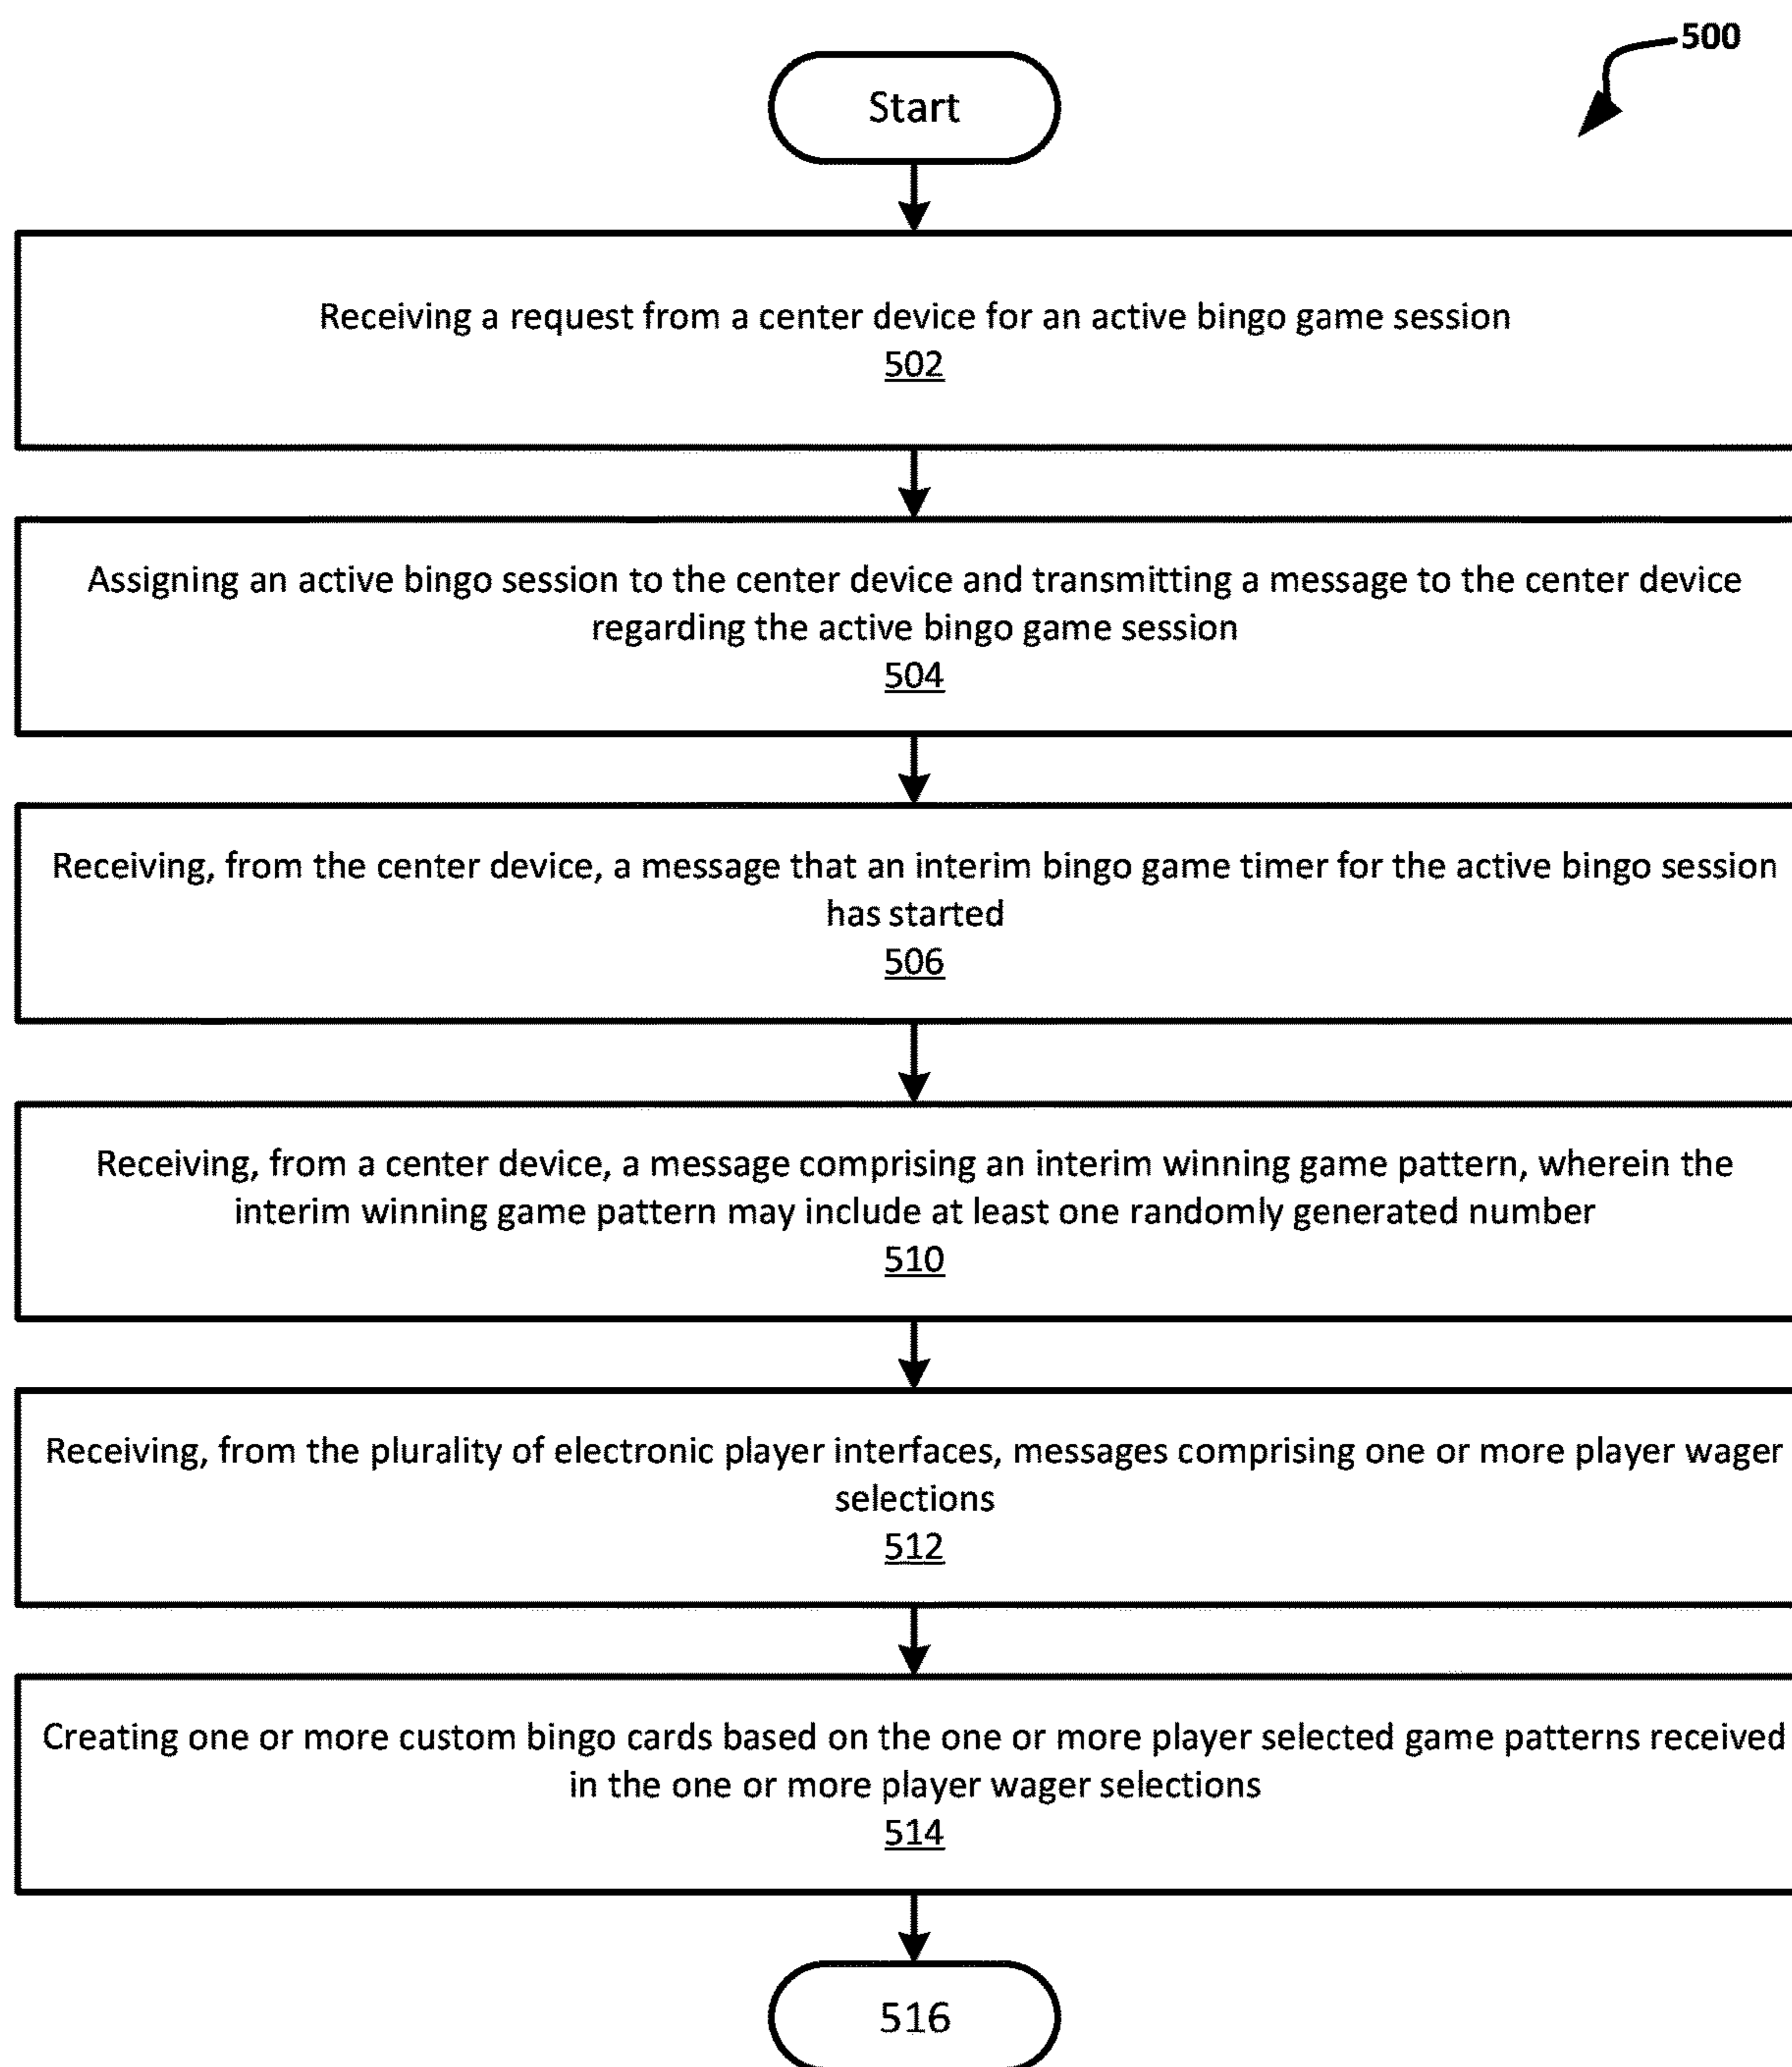 500
Start
Receiving a request from a center device for an active bingo game session
502
Assigning an active bingo session to the center device and transmitting a message to the center device
regarding the active bingo game session
504
Receiving, from the center device, a message that an interim bingo game timer for the active bingo session
has started
506
Receiving, from a center device, a message comprising an interim winning game pattern, wherein the
interim winning game pattern may include at least one randomly generated number
510
Receiving, from the plurality of electronic player interfaces, messages comprising one or more player wager
selections
512
Creating one or more custom bingo cards based on the one or more player selected game patterns received
in the one or more player wager selections
514
516